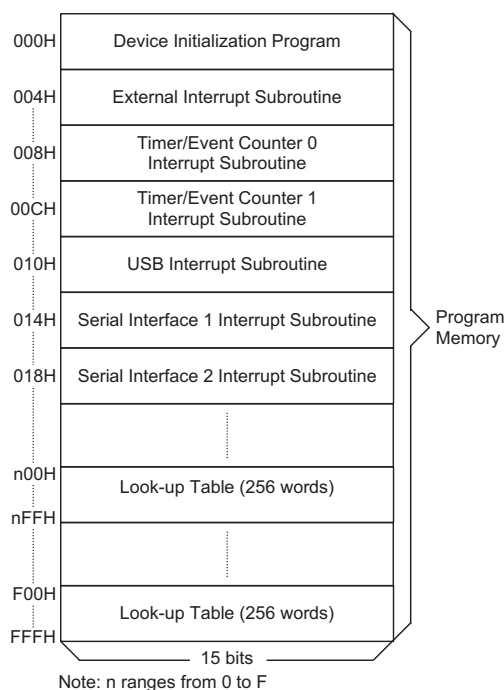 000H
Device Initialization Program
004H
External Interrupt Subroutine
008H
Timer/Event Counter 0
Interrupt Subroutine
00CH
Timer/Event Counter 1
Interrupt Subroutine
010H
USB Interrupt Subroutine
014H
Serial Interface 1 Interrupt Subroutine
Program
Memory
018H
Serial Interface 2 Interrupt Subroutine
n00H
Look-up Table (256 words)
nFFH
F00H
Look-up Table (256 words)
FFFH
15 bits
Note: n ranges from 0 to F